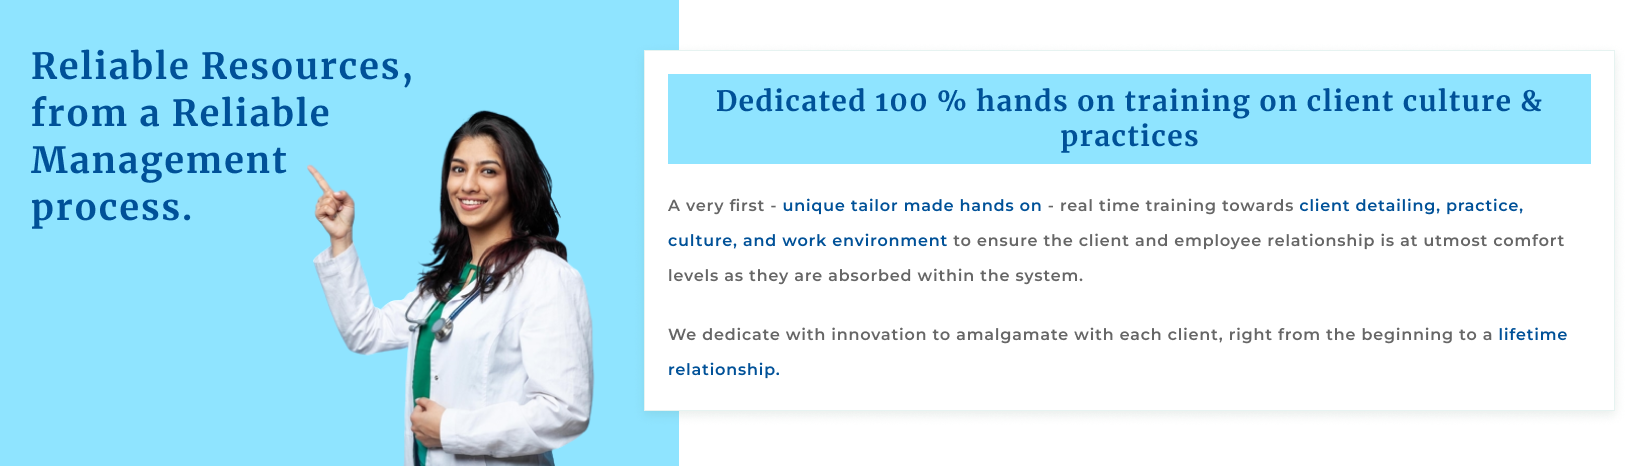 Reliable Resources,
from a Reliable
Management
process.
Dedicated 100 % hands on training on client culture &
practices
A very first - unique tailor made hands on - real time training towards client detailing, practice,
culture, and work environment to ensure the client and employee relationship is at utmost comfort
levels as they are absorbed within the system.
We dedicate with innovation to amalgamate with each client, right from the beginning to a lifetime
relationship.